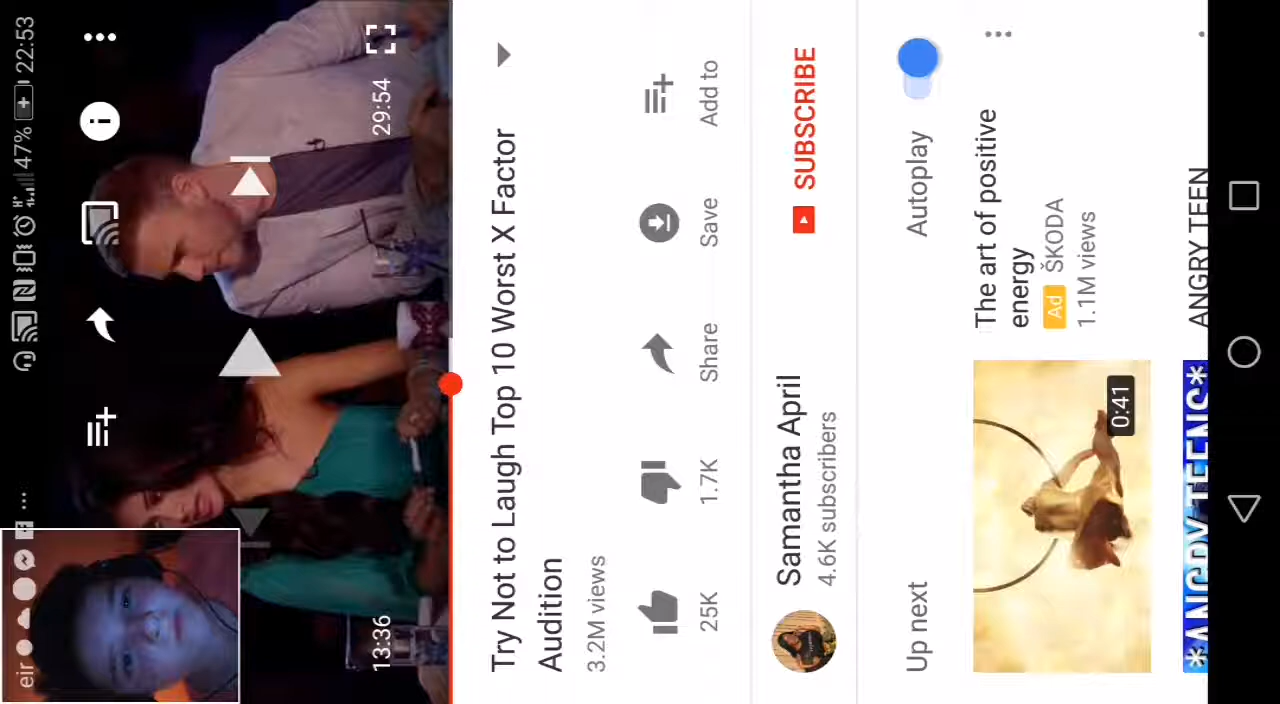 eir ... H+ 47% 22:53
13:36
29:54
Try Not to Laugh Top 10 Worst X Factor
Audition
3.2M views
25K
1.7K
Share
Save
Add to
Samantha April
4.6K subscribers
SUBSCRIBE
Up next
Autoplay
The art of positive
energy
Ad ŠKODA
1.1M views
0:41
ANGRY TEEN
*ANGRY TEENS*